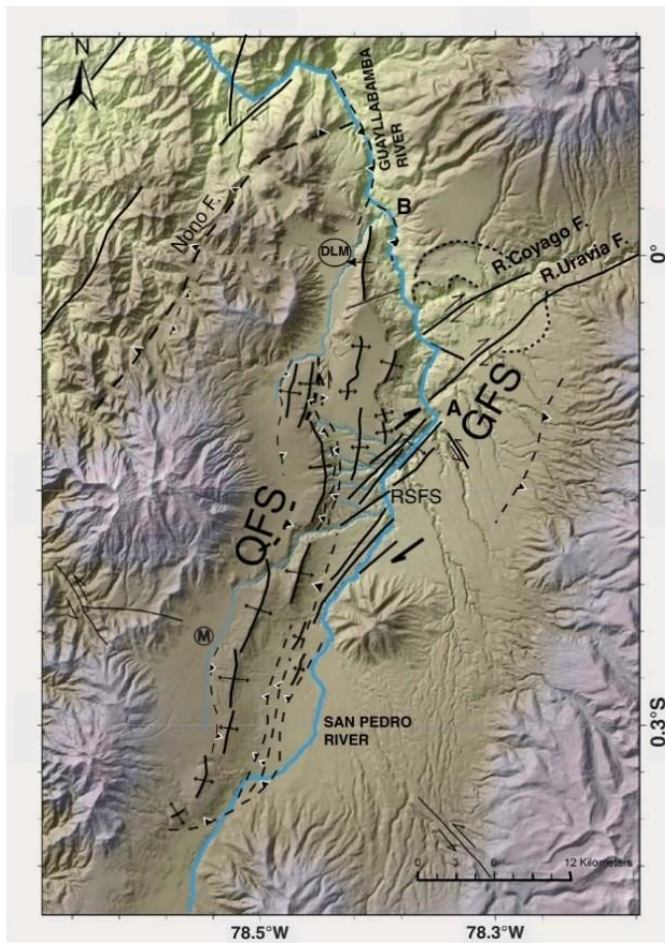 N
GUAYLLABAMBA
RIVER
Nono F.
B
DLM
R.Coyago F.
R.Uravia F.
0°
A
GFS
RSFS
QFS
M
SAN PEDRO
RIVER
0.3°S
0 3 6 12 Kilometers
78.5°W
78.3°W